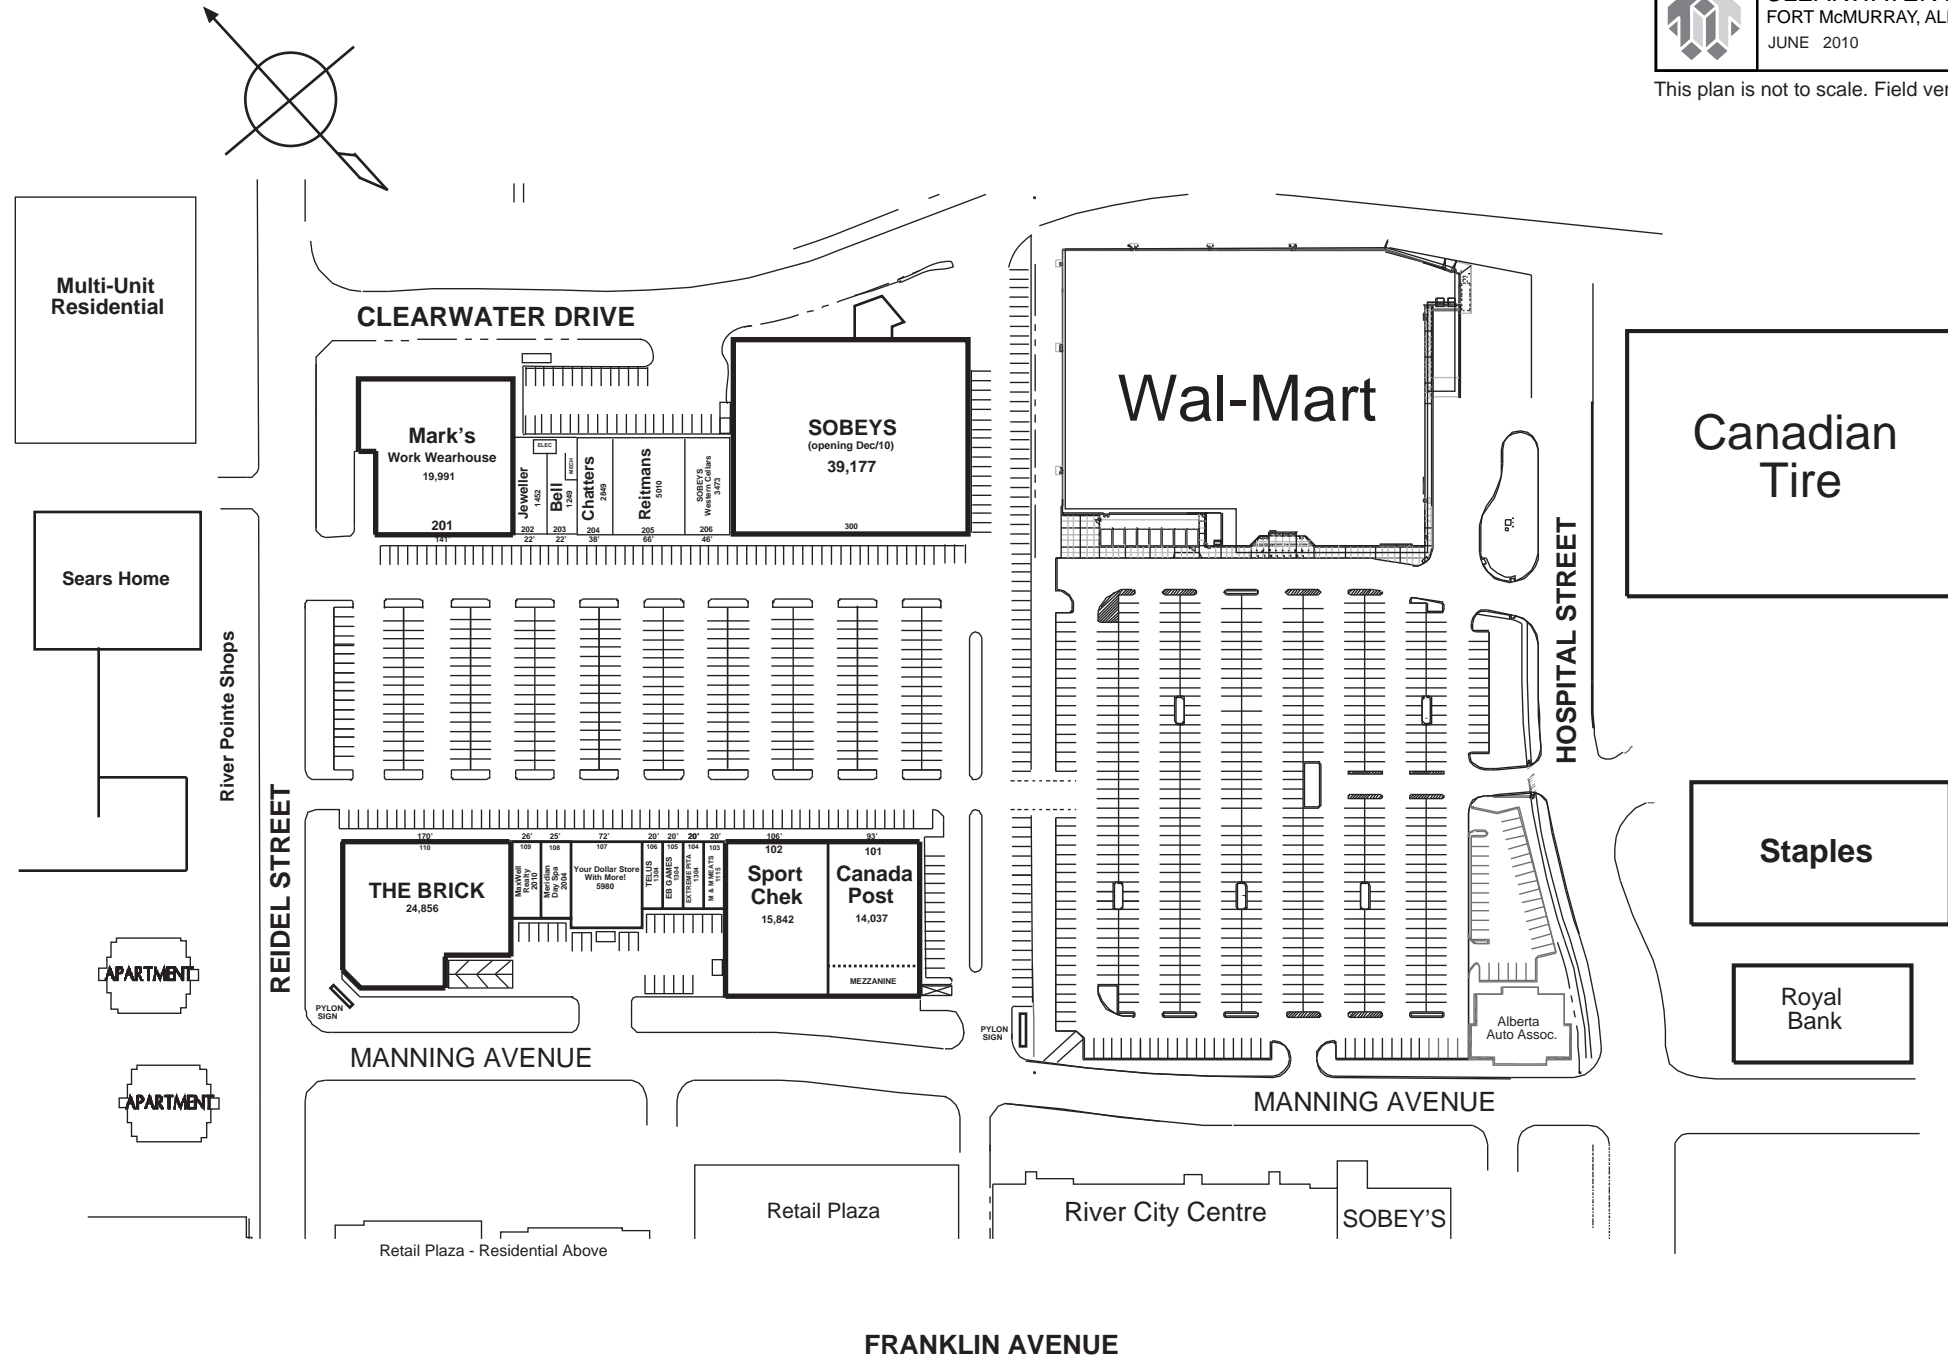 FORT McMURRAY, AL
JUNE 2010
This plan is not to scale. Field ver
Multi-Unit
Residential
CLEARWATER DRIVE
Mark's
Work Wearhouse
19,991
201
141'
Jeweller
1452
202
22'
ELEC
Bell
1249
203
22'
MECH
Chatters
2849
204
38'
Reitmans
5010
205
66'
SOBEY'S
Western Cellars
3473
206
46'
SOBEYS
(opening Dec/10)
39,177
300
Wal-Mart
Canadian
Tire
Sears Home
River Pointe Shops
REIDEL STREET
HOSPITAL STREET
170'
110
THE BRICK
24,856
26'
109
MaxWell
Realty
2010
25'
108
Meridian
Day Spa
2004
72'
107
Your Dollar Store
With More!
5980
20'
106
TELUS
1304
20'
105
EB GAMES
1304
20'
104
EXTREME PITA
1304
20'
103
M & M MEATS
1115
106'
102
Sport
Chek
15,842
93'
101
Canada
Post
14,037
MEZZANINE
Staples
Royal
Bank
Alberta
Auto Assoc.
APARTMENT
APARTMENT
PYLON
SIGN
PYLON
SIGN
MANNING AVENUE
MANNING AVENUE
Retail Plaza
River City Centre
SOBEY'S
Retail Plaza - Residential Above
FRANKLIN AVENUE